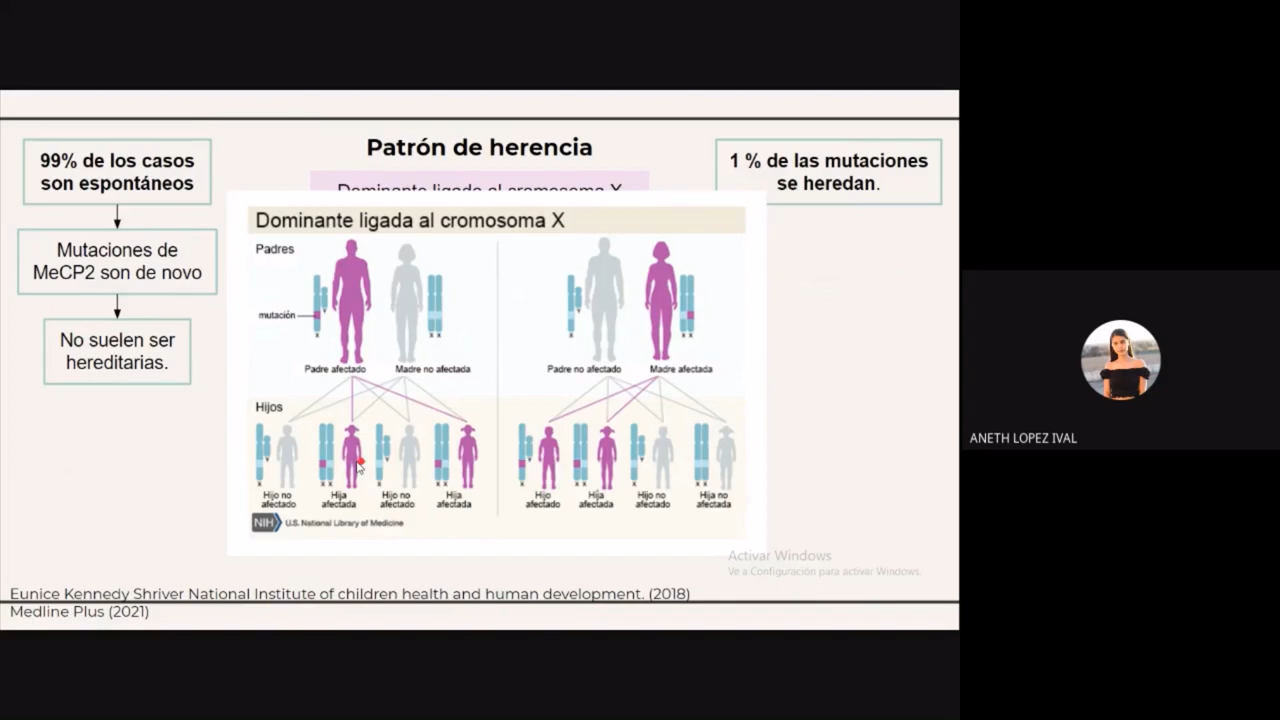 Patrón de herencia
99% de los casos
son espontáneos
Mutaciones de
MeCP2 son de novo
No suelen ser
hereditarias.
1 % de las mutaciones
se heredan.
Dominante ligado al cromosoma X
Dominante ligada al cromosoma X
Padres
mutación
X
Y
X X
X
Y
X X
Padre afectado
Madre no afectada
Padre no afectado
Madre afectada
Hijos
X
Y
X X
X
Y
X X
X
Y
X X
X
Y
X X
Hijo no
afectado
Hija
afectada
Hijo no
afectado
Hija
afectada
Hijo
afectado
Hija
afectada
Hijo no
afectado
Hija no
afectada
NIH U.S. National Library of Medicine
Activar Windows
Ve a Configuración para activar Windows.
Eunice Kennedy Shriver National Institute of children health and human development. (2018)
Medline Plus (2021)
ANETH LOPEZ IVAL